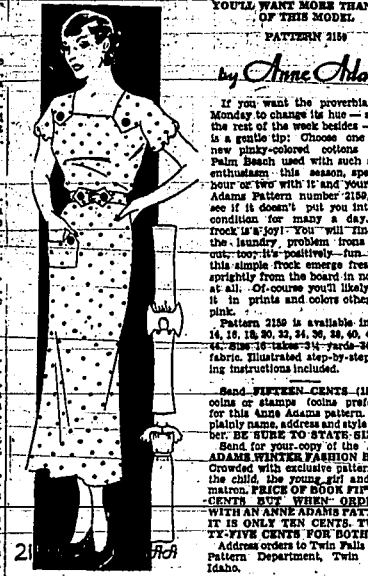 YOU'LL WANT MORE THAN
OF THIS MODEL
PATTERN 2159
by Anne Ada
If you want the proverbia
Monday to change its hue — a
the rest of the week besides —
is a gentle tip: Choose one
new pinky-colored cottons
Palm Beach used with such
enthusiasm this season, spe
hour or two with it and your
Adams Pattern number 2159,
see if it doesn't put you int
condition for many a day.
frock is a joy! You will fin
the laundry problem irons
out, too; it's positively fun
this simple frock emerge fres
sprightly from the board in no
at all. Of course you'll likely
it in prints and colors othe
pink.
Pattern 2159 is available in
14, 16, 18, 20, 32, 34, 36, 38, 40,
44. Size 16 takes 3¼ yards 36
fabric. Illustrated step-by-step
ing instructions included.
Send FIFTEEN CENTS (1
coins or stamps (coins pref
for this Anne Adams pattern.
plainly name, address and style
ber. BE SURE TO STATE SI
Send for your copy of the
ADAMS WINTER FASHION B
Crowded with exclusive patter
the child, the young girl and
matron. PRICE OF BOOK FIF
CENTS BUT WHEN ORD
WITH AN ANNE ADAMS PATT
IT IS ONLY TEN CENTS. TW
TY-FIVE CENTS FOR BOTH
Address orders to Twin Falls
Pattern Department, Twin
Idaho.
21
AA